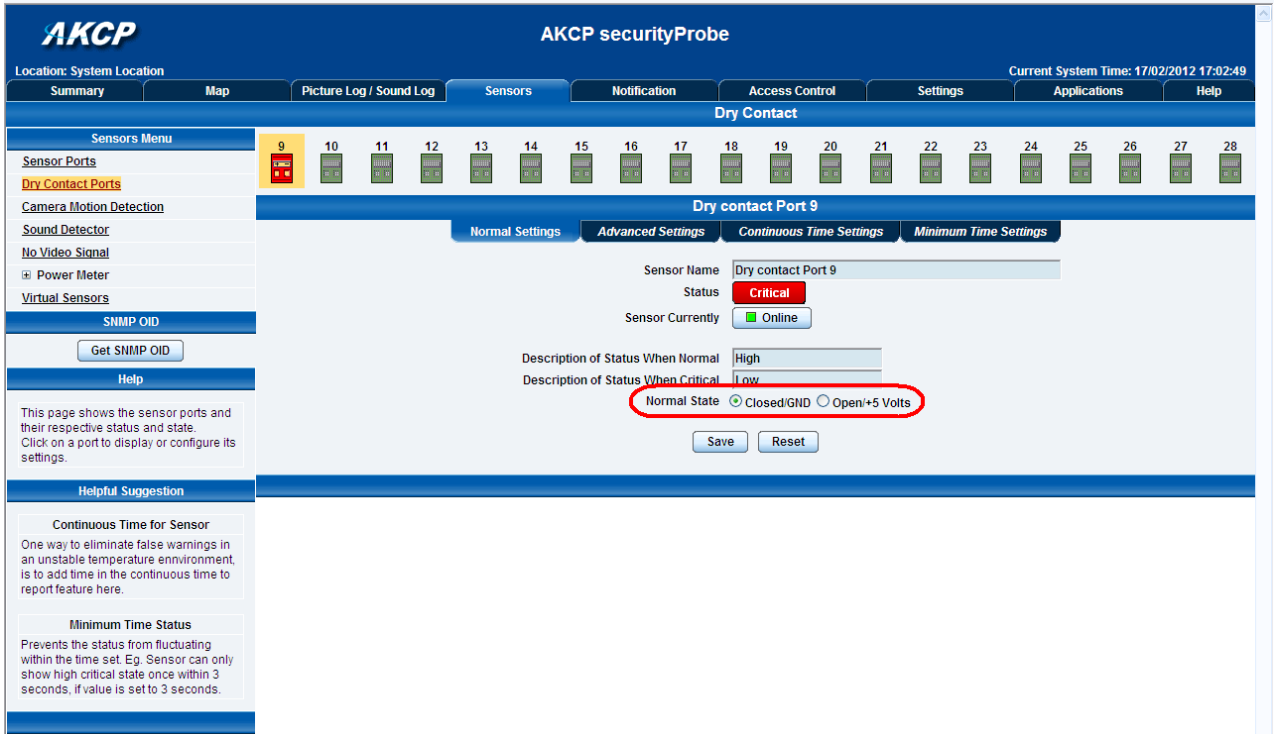 AKCP
AKCP securityProbe
Location: System Location
Current System Time: 17/02/2012 17:02:49
Summary Map Picture Log / Sound Log Sensors Notification Access Control Settings Applications Help
Dry Contact
Sensors Menu
Sensor Ports
Dry Contact Ports
Camera Motion Detection
Sound Detector
No Video Signal
Power Meter
Virtual Sensors
SNMP OID
Get SNMP OID
Help
This page shows the sensor ports and
their respective status and state.
Click on a port to display or configure its
settings.
Helpful Suggestion
Continuous Time for Sensor
One way to eliminate false warnings in
an unstable temperature ennvironment,
is to add time in the continuous time to
report feature here.
Minimum Time Status
Prevents the status from fluctuating
within the time set. Eg. Sensor can only
show high critical state once within 3
seconds, if value is set to 3 seconds.
9 10 11 12 13 14 15 16 17 18 19 20 21 22 23 24 25 26 27 28
Dry contact Port 9
Normal Settings Advanced Settings Continuous Time Settings Minimum Time Settings
Sensor Name Dry contact Port 9
Status Critical
Sensor Currently Online
Description of Status When Normal High
Description of Status When Critical Low
Normal State Closed/GND Open/+5 Volts
Save Reset